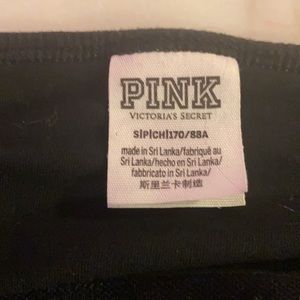 PINK
VICTORIA'S SECRET
S|P|CH|170/88A
made in Sri Lanka/fabriqué au
Sri Lanka/hecho en Sri Lanka/
fabbricato in Sri Lanka/
斯里兰卡制造